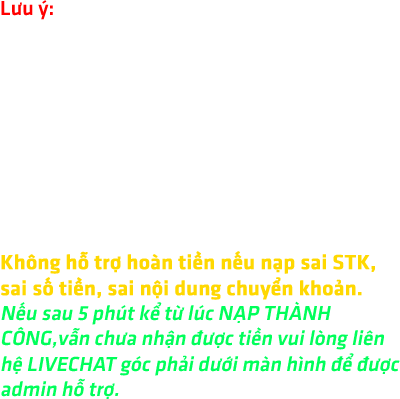 Lưu ý:
Không hỗ trợ hoàn tiền nếu nạp sai STK,
sai số tiền, sai nội dung chuyển khoản.
Nếu sau 5 phút kể từ lúc NẠP THÀNH
CÔNG,vẫn chưa nhận được tiền vui lòng liên
hệ LIVECHAT góc phải dưới màn hình để được
admin hỗ trợ.